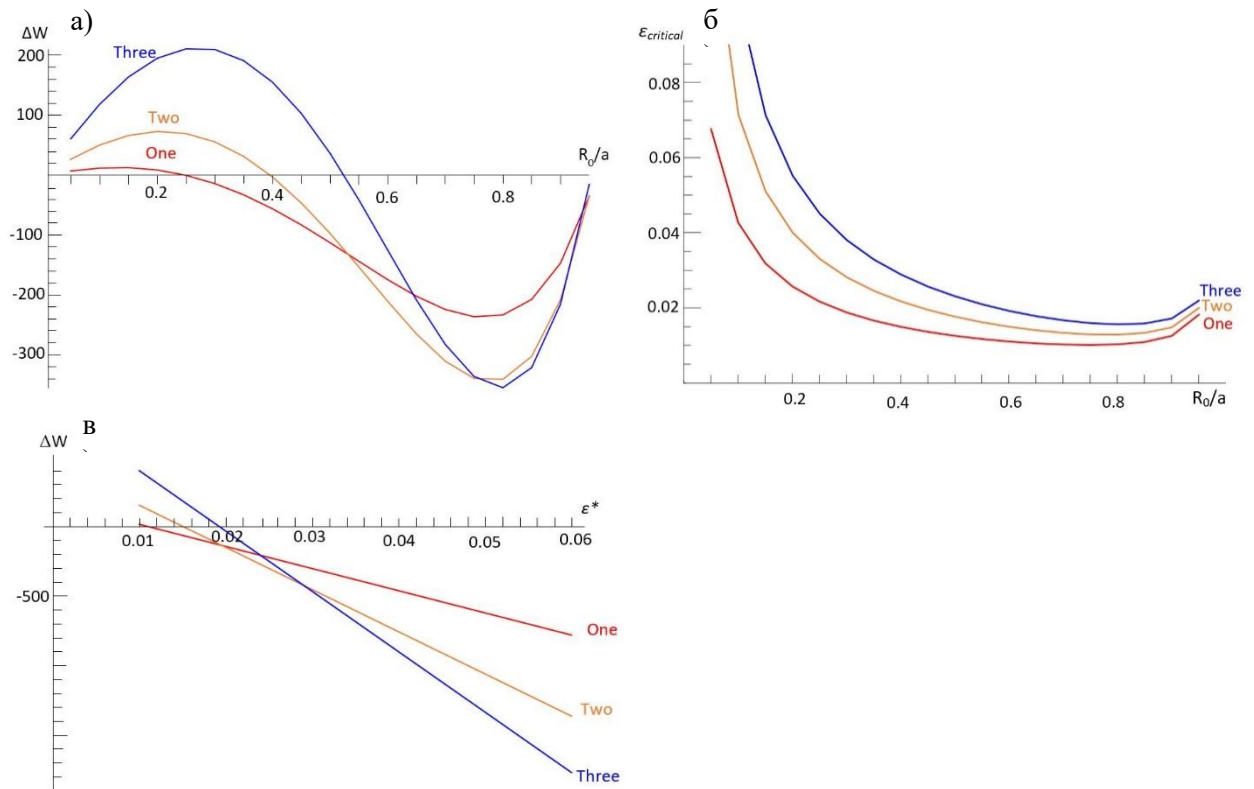 а)
ΔW
200
100
-100
-200
-300
Three
Two
One
R₀/a
0.2
0.4
0.6
0.8
б
εcritical
0.08
0.06
0.04
0.02
Three
Two
One
0.2
0.4
0.6
0.8
R₀/a
в
ΔW
ε*
0.01
0.02
0.03
0.04
0.05
0.06
-500
One
Two
Three